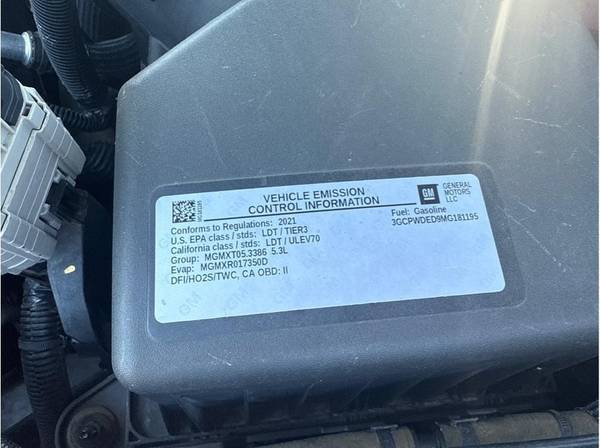 VEHICLE EMISSION
CONTROL INFORMATION
GM
GENERAL
MOTORS
LLC
Conforms to Regulations: 2021
U.S. EPA class / stds: LDT / TIER3
California class / stds: LDT / ULEV70
Group: MGMXT05.3386 5.3L
Evap: MGMXR017350D
DFI/HO2S/TWC, CA OBD: II
Fuel: Gasoline
3GCPWDED9MG181195